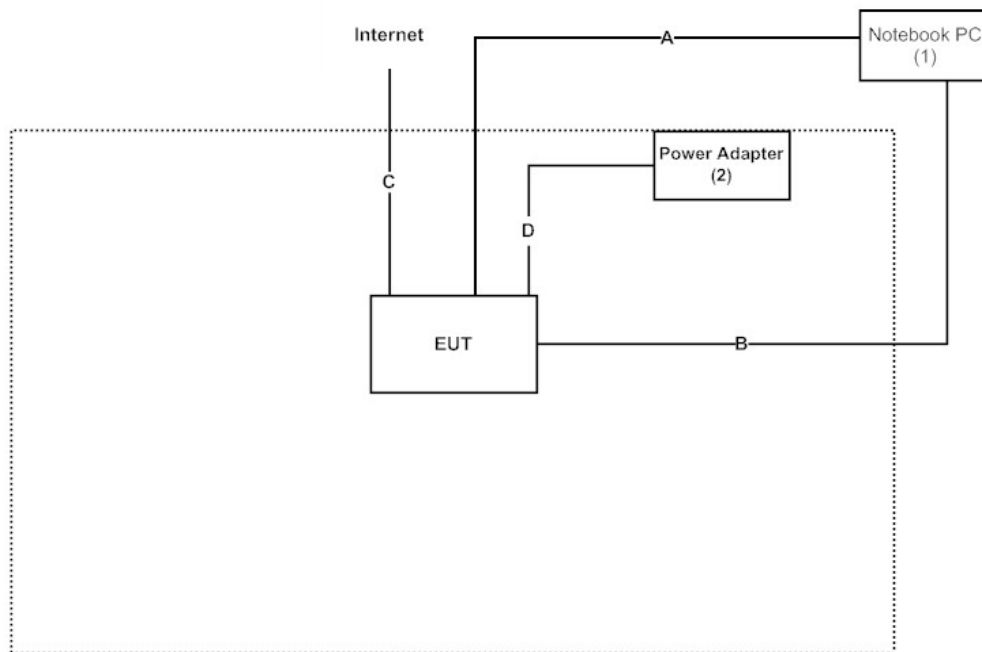 Internet
A
Notebook PC
(1)
Power Adapter
(2)
C
D
EUT
B